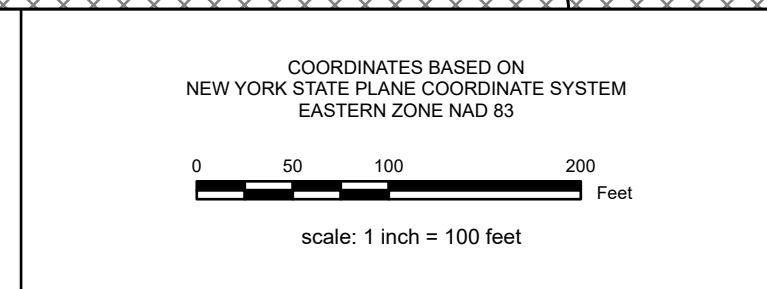 COORDINATES BASED ON
NEW YORK STATE PLANE COORDINATE SYSTEM
EASTERN ZONE NAD 83
0 50 100 200
Feet
scale: 1 inch = 100 feet